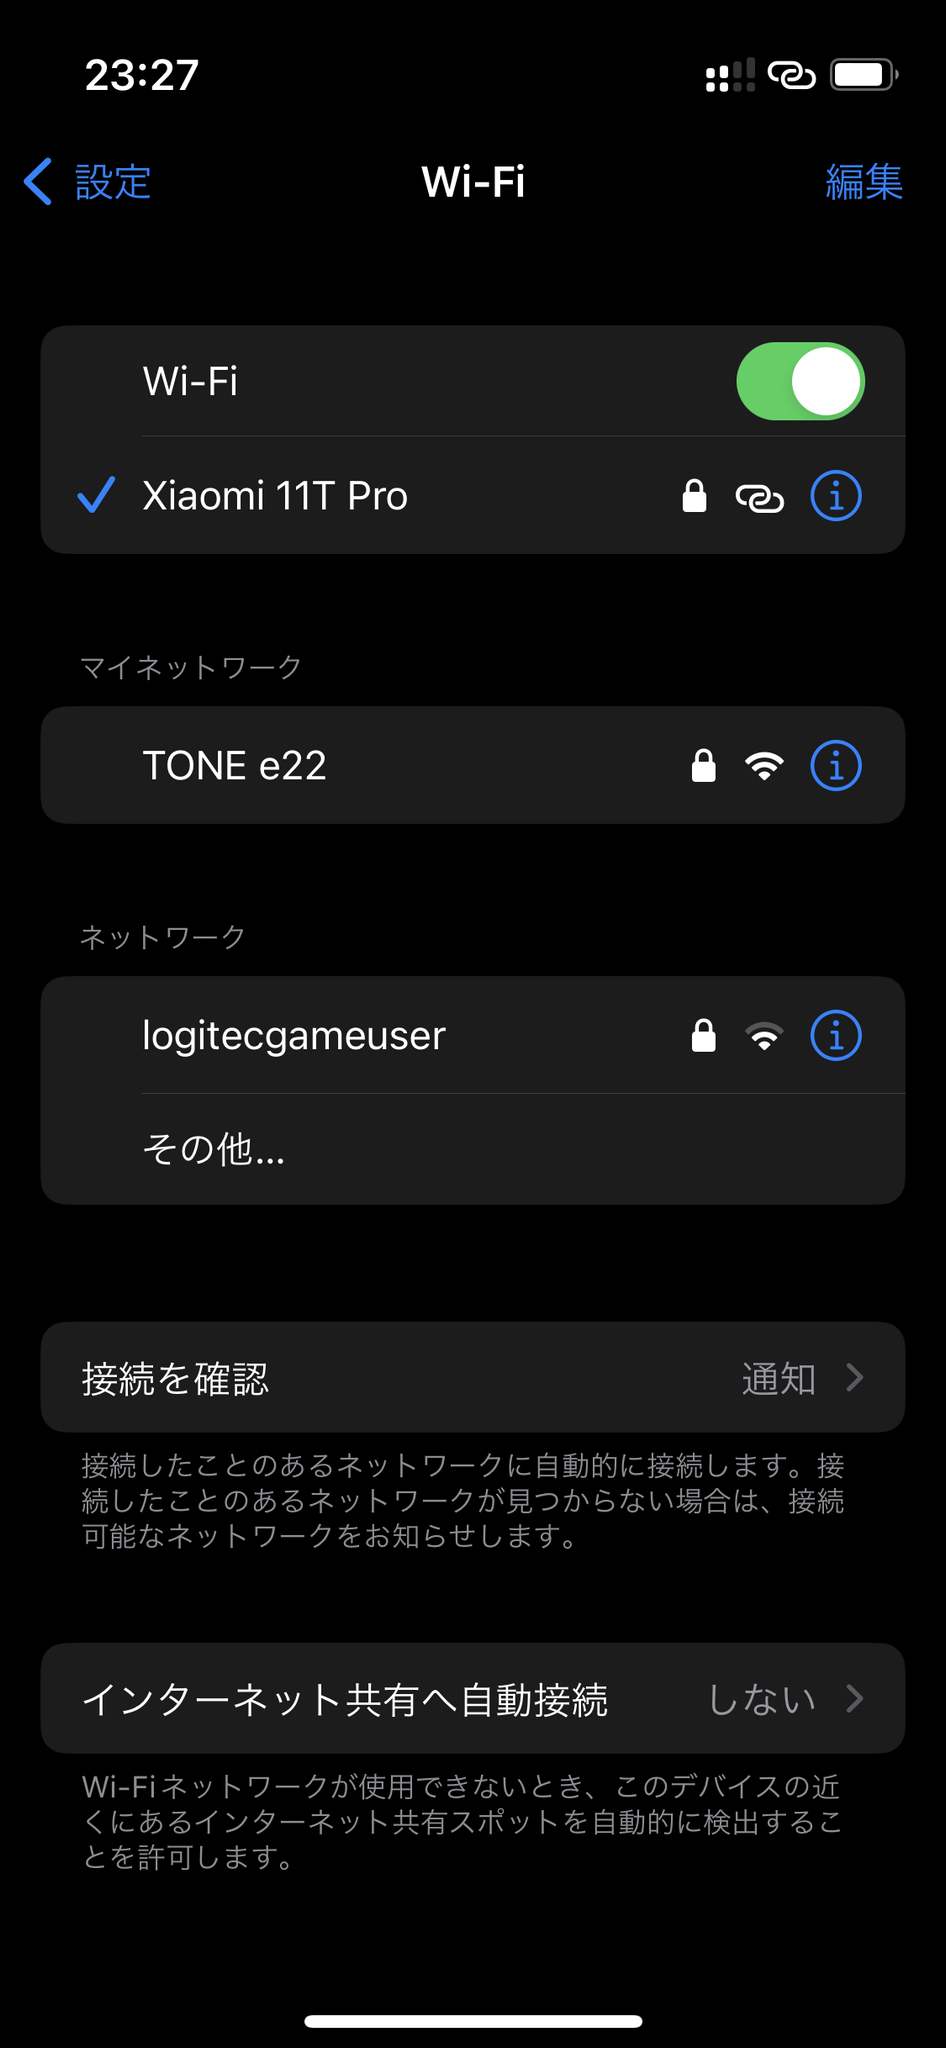 23:27
設定
Wi-Fi
編集
Wi-Fi
Xiaomi 11T Pro
マイネットワーク
TONE e22
ネットワーク
logitecgameuser
その他...
接続を確認 通知
接続したことのあるネットワークに自動的に接続します。接
続したことのあるネットワークが見つからない場合は、接続
可能なネットワークをお知らせします。
インターネット共有へ自動接続 しない
Wi-Fiネットワークが使用できないとき、このデバイスの近
くにあるインターネット共有スポットを自動的に検出するこ
とを許可します。